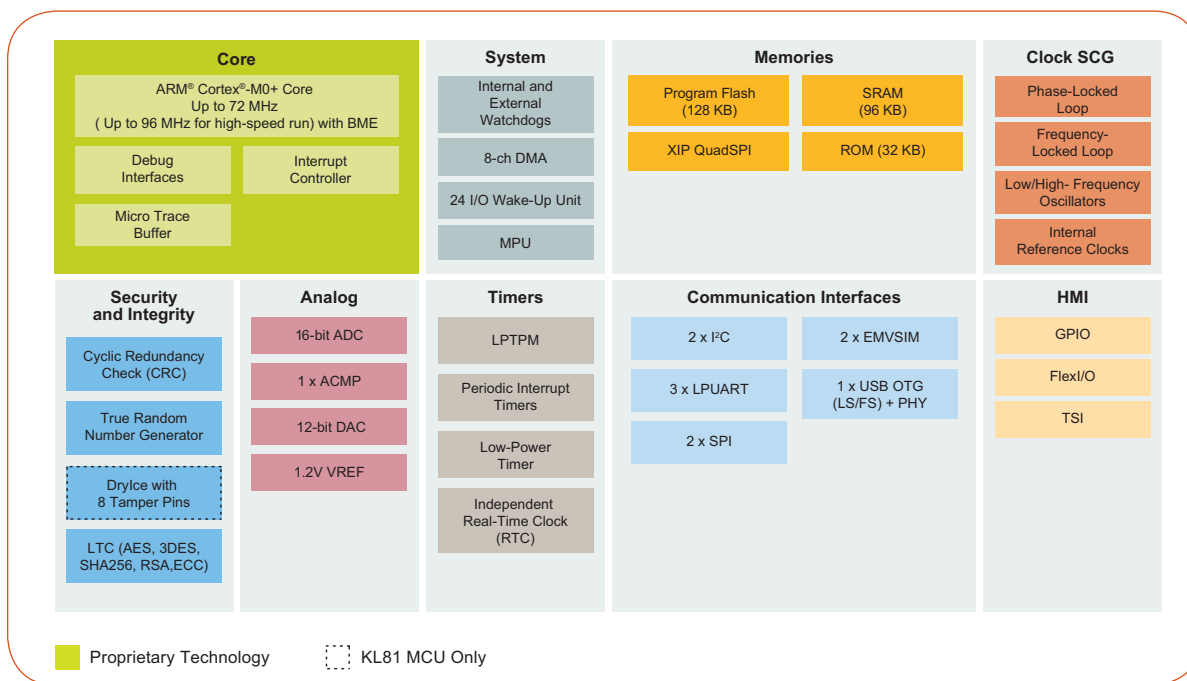 Core
ARM® Cortex®-M0+ Core
Up to 72 MHz
( Up to 96 MHz for high-speed run) with BME
Debug
Interfaces
Interrupt
Controller
Micro Trace
Buffer
System
Internal and
External
Watchdogs
8-ch DMA
24 I/O Wake-Up Unit
MPU
Memories
Program Flash
(128 KB)
SRAM
(96 KB)
XIP QuadSPI
ROM (32 KB)
Clock SCG
Phase-Locked
Loop
Frequency-
Locked Loop
Low/High- Frequency
Oscillators
Internal
Reference Clocks
Security
and Integrity
Cyclic Redundancy
Check (CRC)
True Random
Number Generator
DryIce with
8 Tamper Pins
LTC (AES, 3DES,
SHA256, RSA,ECC)
Analog
16-bit ADC
1 x ACMP
12-bit DAC
1.2V VREF
Timers
LPTPM
Periodic Interrupt
Timers
Low-Power
Timer
Independent
Real-Time Clock
(RTC)
Communication Interfaces
2 x I²C
2 x EMVSIM
3 x LPUART
1 x USB OTG
(LS/FS) + PHY
2 x SPI
HMI
GPIO
FlexI/O
TSI
Proprietary Technology
KL81 MCU Only